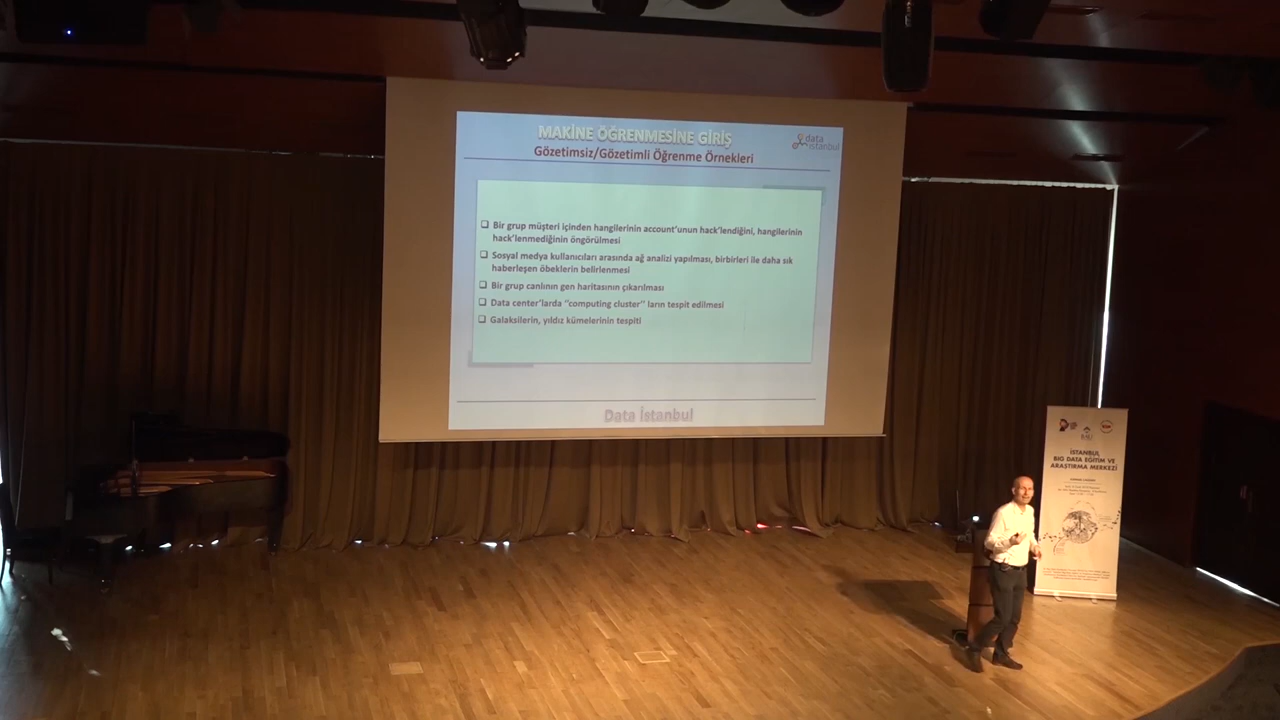 MAKİNE ÖĞRENMESİNE GİRİŞ
data
istanbul
Gözetimsiz/Gözetimli Öğrenme Örnekleri
❑ Bir grup müşteri içinden hangilerinin account'unun hack'lendiğini, hangilerinin
hack'lenmediğinin öngörülmesi
❑ Sosyal medya kullanıcıları arasında ağ analizi yapılması, birbirleri ile daha sık
haberleşen öbeklerin belirlenmesi
❑ Bir grup canlının gen haritasının çıkarılması
❑ Data center'larda "computing cluster" ların tespit edilmesi
❑ Galaksilerin, yıldız kümelerinin tespiti
Data İstanbul
İSTANBUL
BIG DATA EĞİTİM VE
ARAŞTIRMA MERKEZİ